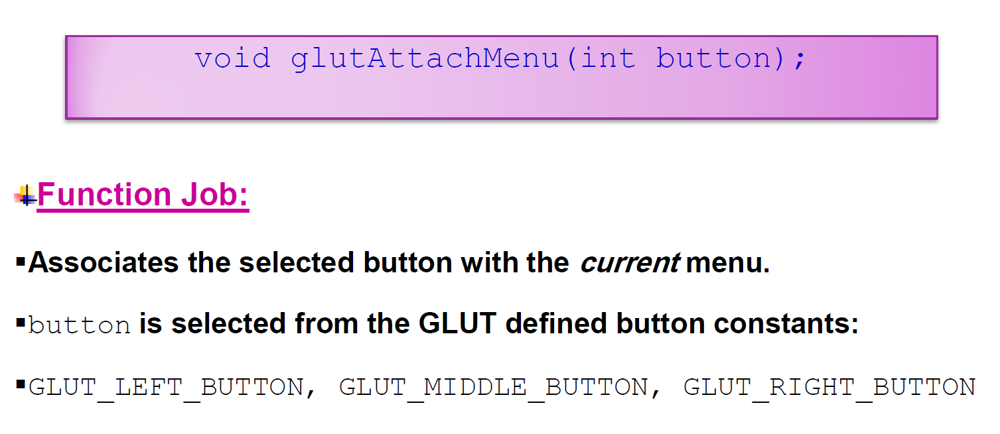 void glutAttachMenu(int button);
Function Job:
▪Associates the selected button with the current menu.
▪button is selected from the GLUT defined button constants:
▪GLUT_LEFT_BUTTON, GLUT_MIDDLE_BUTTON, GLUT_RIGHT_BUTTON